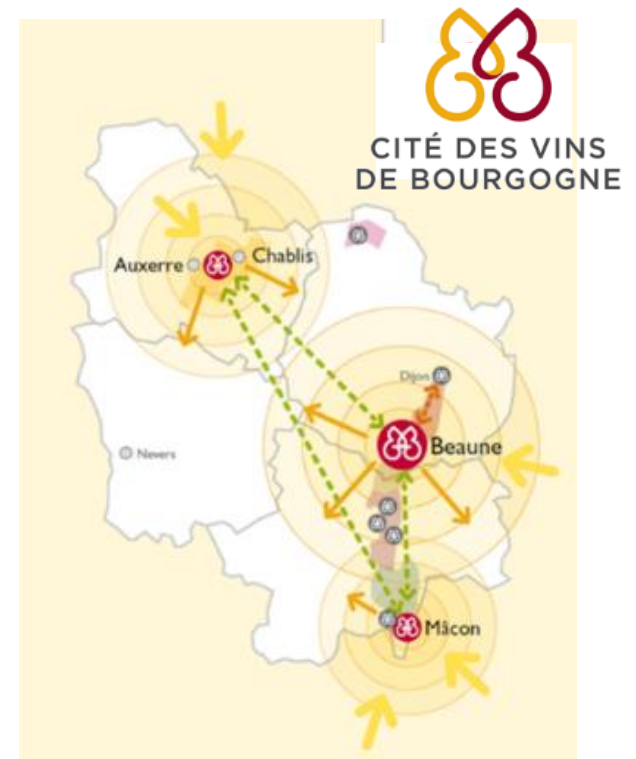 CITÉ DES VINS
DE BOURGOGNE
Auxerre
Chablis
Dijon
Beaune
Nevers
Mâcon